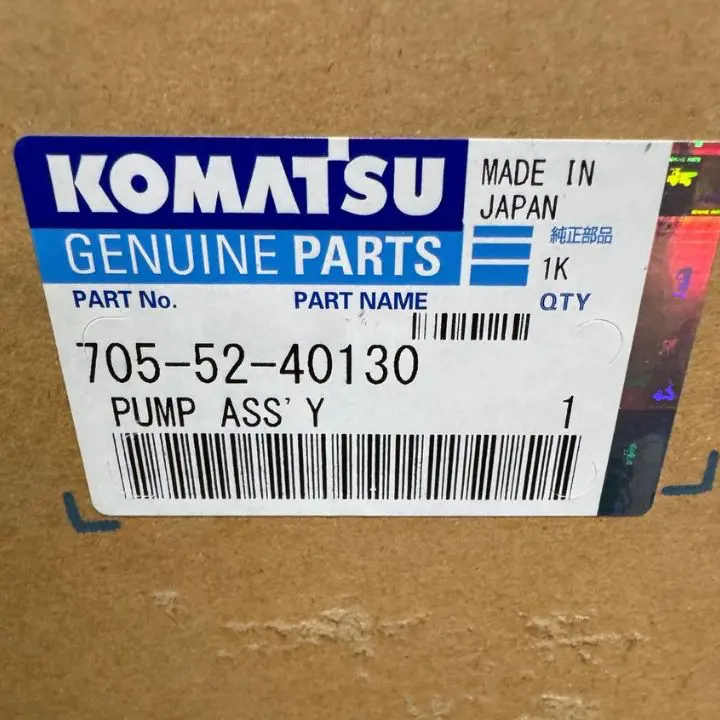 KOMATSU
GENUINE PARTS
MADE IN
JAPAN
純正部品
1K
PART No.
PART NAME
QTY
705-52-40130
PUMP ASS'Y
1